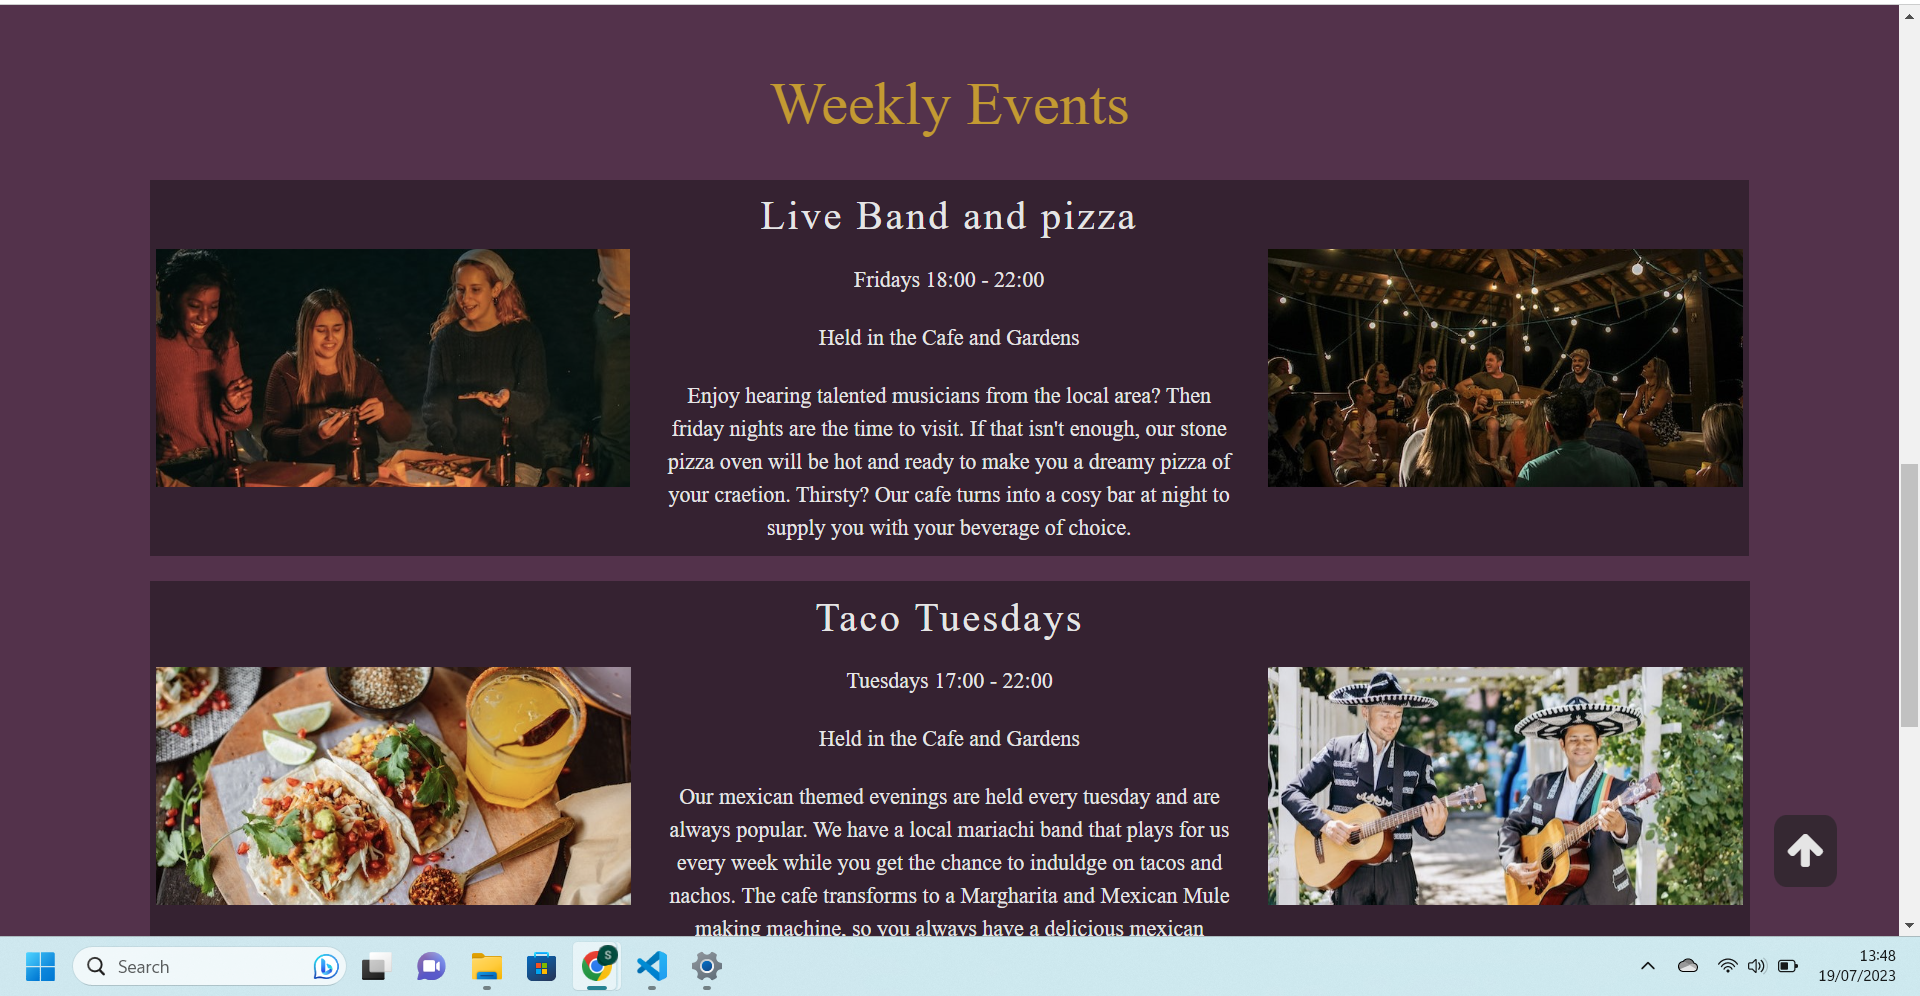 Weekly Events
Live Band and pizza
Fridays 18:00 - 22:00
Held in the Cafe and Gardens
Enjoy hearing talented musicians from the local area? Then
friday nights are the time to visit. If that isn't enough, our stone
pizza oven will be hot and ready to make you a dreamy pizza of
your craetion. Thirsty? Our cafe turns into a cosy bar at night to
supply you with your beverage of choice.
Taco Tuesdays
Tuesdays 17:00 - 22:00
Held in the Cafe and Gardens
Our mexican themed evenings are held every tuesday and are
always popular. We have a local mariachi band that plays for us
every week while you get the chance to induldge on tacos and
nachos. The cafe transforms to a Margharita and Mexican Mule
making machine, so you always have a delicious mexican
Search
S
13:48
19/07/2023